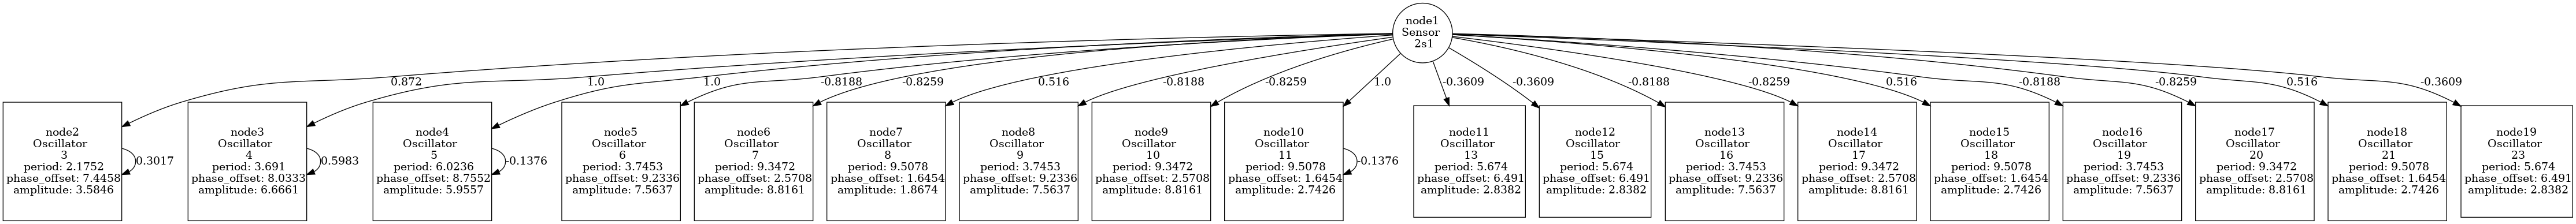 node1
Sensor
2s1
0.872
1.0
1.0
-0.8188
-0.8259
0.516
-0.8188
-0.8259
1.0
-0.3609
-0.3609
-0.8188
-0.8259
0.516
-0.8188
-0.8259
0.516
-0.3609
node2
Oscillator
3
period: 2.1752
phase_offset: 7.4458
amplitude: 3.5846
0.3017
node3
Oscillator
4
period: 3.691
phase_offset: 8.0333
amplitude: 6.6661
0.5983
node4
Oscillator
5
period: 6.0236
phase_offset: 8.7552
amplitude: 5.9557
-0.1376
node5
Oscillator
6
period: 3.7453
phase_offset: 9.2336
amplitude: 7.5637
node6
Oscillator
7
period: 9.3472
phase_offset: 2.5708
amplitude: 8.8161
node7
Oscillator
8
period: 9.5078
phase_offset: 1.6454
amplitude: 1.8674
node8
Oscillator
9
period: 3.7453
phase_offset: 9.2336
amplitude: 7.5637
node9
Oscillator
10
period: 9.3472
phase_offset: 2.5708
amplitude: 8.8161
node10
Oscillator
11
period: 9.5078
phase_offset: 1.6454
amplitude: 2.7426
-0.1376
node11
Oscillator
13
period: 5.674
phase_offset: 6.491
amplitude: 2.8382
node12
Oscillator
15
period: 5.674
phase_offset: 6.491
amplitude: 2.8382
node13
Oscillator
16
period: 3.7453
phase_offset: 9.2336
amplitude: 7.5637
node14
Oscillator
17
period: 9.3472
phase_offset: 2.5708
amplitude: 8.8161
node15
Oscillator
18
period: 9.5078
phase_offset: 1.6454
amplitude: 2.7426
node16
Oscillator
19
period: 3.7453
phase_offset: 9.2336
amplitude: 7.5637
node17
Oscillator
20
period: 9.3472
phase_offset: 2.5708
amplitude: 8.8161
node18
Oscillator
21
period: 9.5078
phase_offset: 1.6454
amplitude: 2.7426
node19
Oscillator
23
period: 5.674
phase_offset: 6.491
amplitude: 2.8382